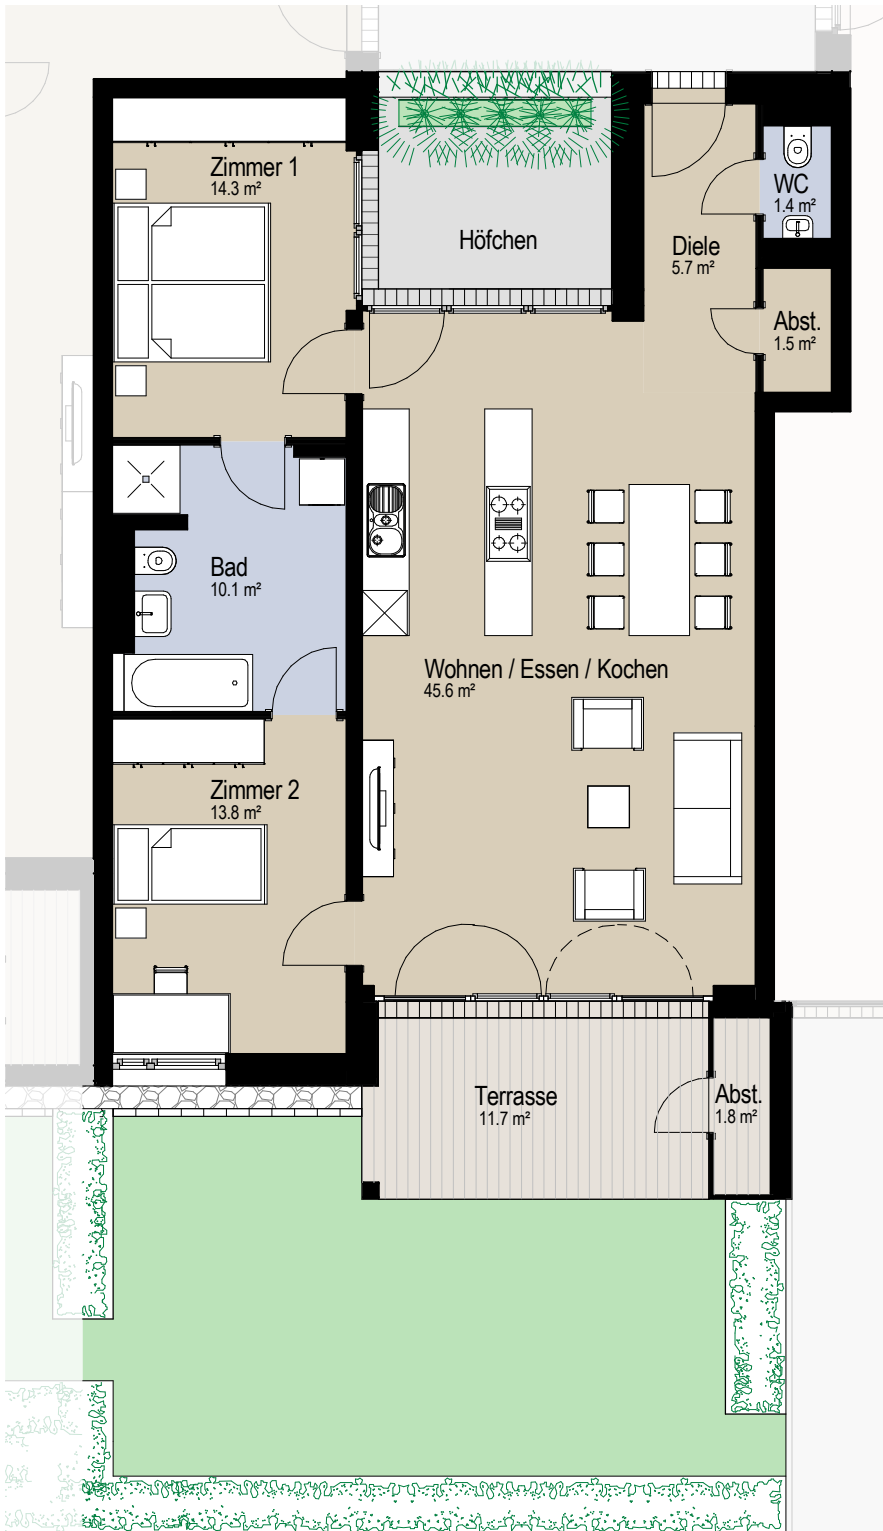 Zimmer 1
14.3 m²
WC
1.4 m²
Höfchen
Diele
5.7 m²
Abst.
1.5 m²
Bad
10.1 m²
Wohnen / Essen / Kochen
45.6 m²
Zimmer 2
13.8 m²
Terrasse
11.7 m²
Abst.
1.8 m²